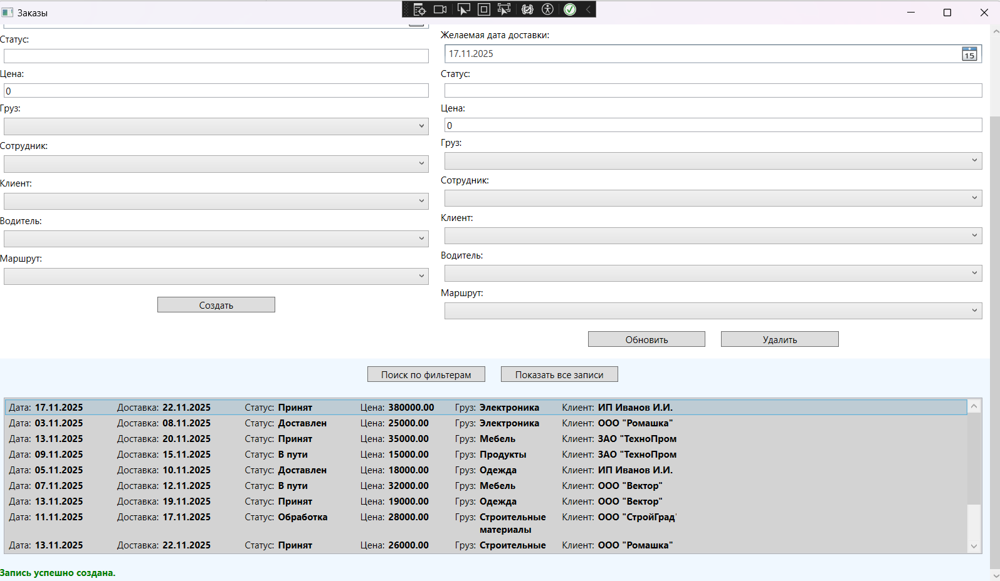 Заказы
Статус:
Цена:
0
Груз:
Сотрудник:
Клиент:
Водитель:
Маршрут:
Создать
Желаемая дата доставки:
17.11.2025
15
Статус:
Цена:
0
Груз:
Сотрудник:
Клиент:
Водитель:
Маршрут:
Обновить Удалить
Поиск по фильтерам Показать все записи
Дата: 17.11.2025 Доставка: 22.11.2025 Статус: Принят Цена: 380000.00 Груз: Электроника Клиент: ИП Иванов И.И.
Дата: 03.11.2025 Доставка: 08.11.2025 Статус: Доставлен Цена: 25000.00 Груз: Электроника Клиент: ООО "Ромашка"
Дата: 13.11.2025 Доставка: 20.11.2025 Статус: Принят Цена: 35000.00 Груз: Мебель Клиент: ЗАО "ТехноПром
Дата: 09.11.2025 Доставка: 15.11.2025 Статус: В пути Цена: 15000.00 Груз: Продукты Клиент: ЗАО "ТехноПром
Дата: 05.11.2025 Доставка: 10.11.2025 Статус: Доставлен Цена: 18000.00 Груз: Одежда Клиент: ИП Иванов И.И.
Дата: 07.11.2025 Доставка: 12.11.2025 Статус: В пути Цена: 32000.00 Груз: Мебель Клиент: ООО "Вектор"
Дата: 13.11.2025 Доставка: 19.11.2025 Статус: Принят Цена: 19000.00 Груз: Одежда Клиент: ООО "Вектор"
Дата: 11.11.2025 Доставка: 17.11.2025 Статус: Обработка Цена: 28000.00 Груз: Строительные Клиент: ООО "СтройГрад"
материалы
Дата: 13.11.2025 Доставка: 22.11.2025 Статус: Принят Цена: 26000.00 Груз: Строительные Клиент: ООО "Ромашка"
Запись успешно создана.